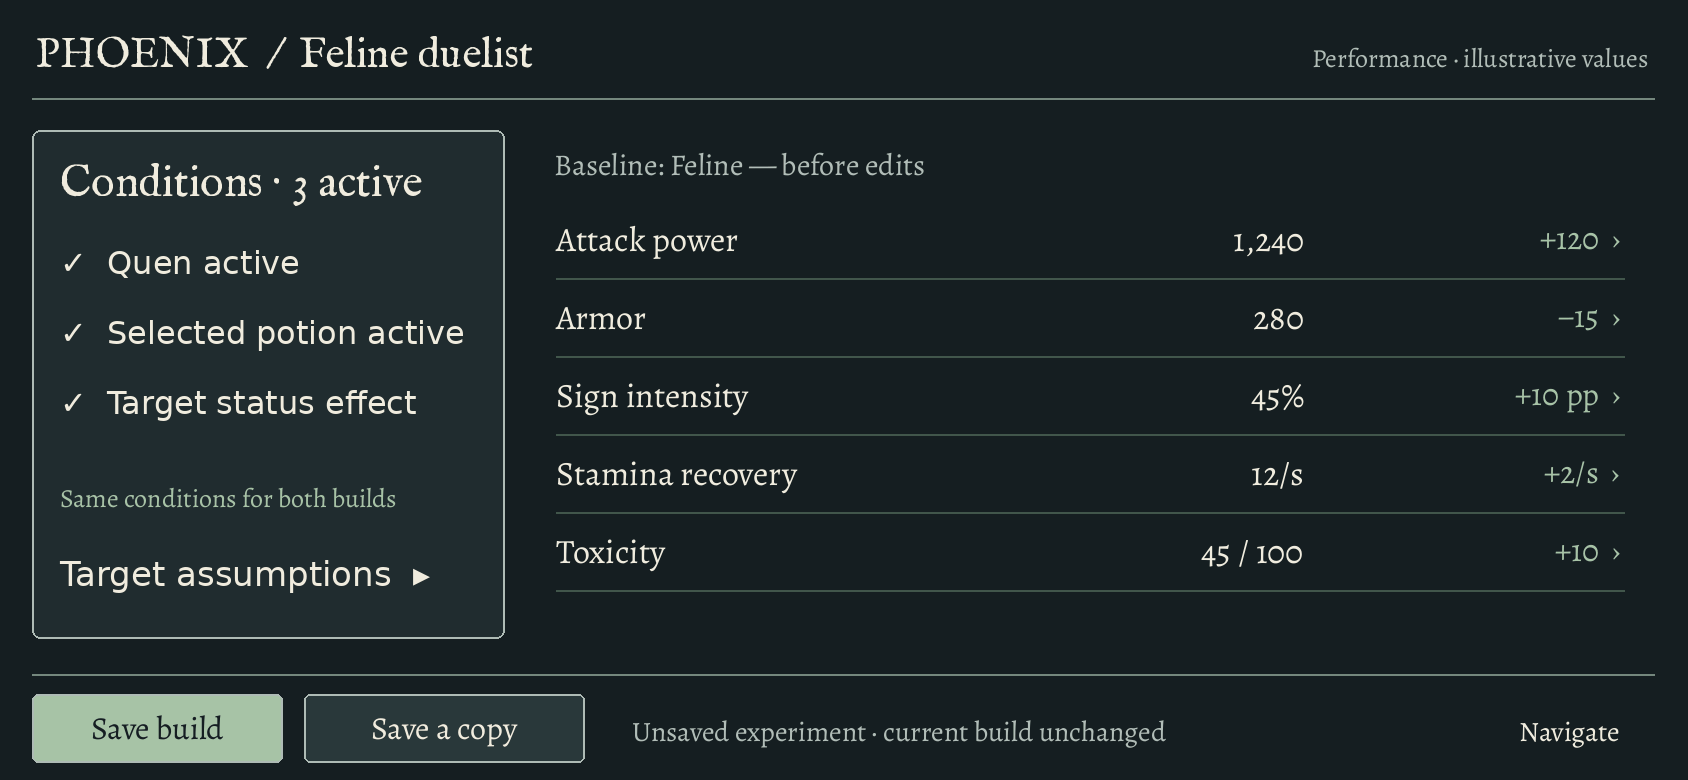 PHOENIX / Feline duelist
Performance · illustrative values
Conditions · 3 active
✓ Quen active
✓ Selected potion active
✓ Target status effect
Same conditions for both builds
Target assumptions ▸
Baseline: Feline — before edits
Attack power 1,240 +120 ›
Armor 280 −15 ›
Sign intensity 45% +10 pp ›
Stamina recovery 12/s +2/s ›
Toxicity 45 / 100 +10 ›
Save build
Save a copy
Unsaved experiment · current build unchanged
Navigate